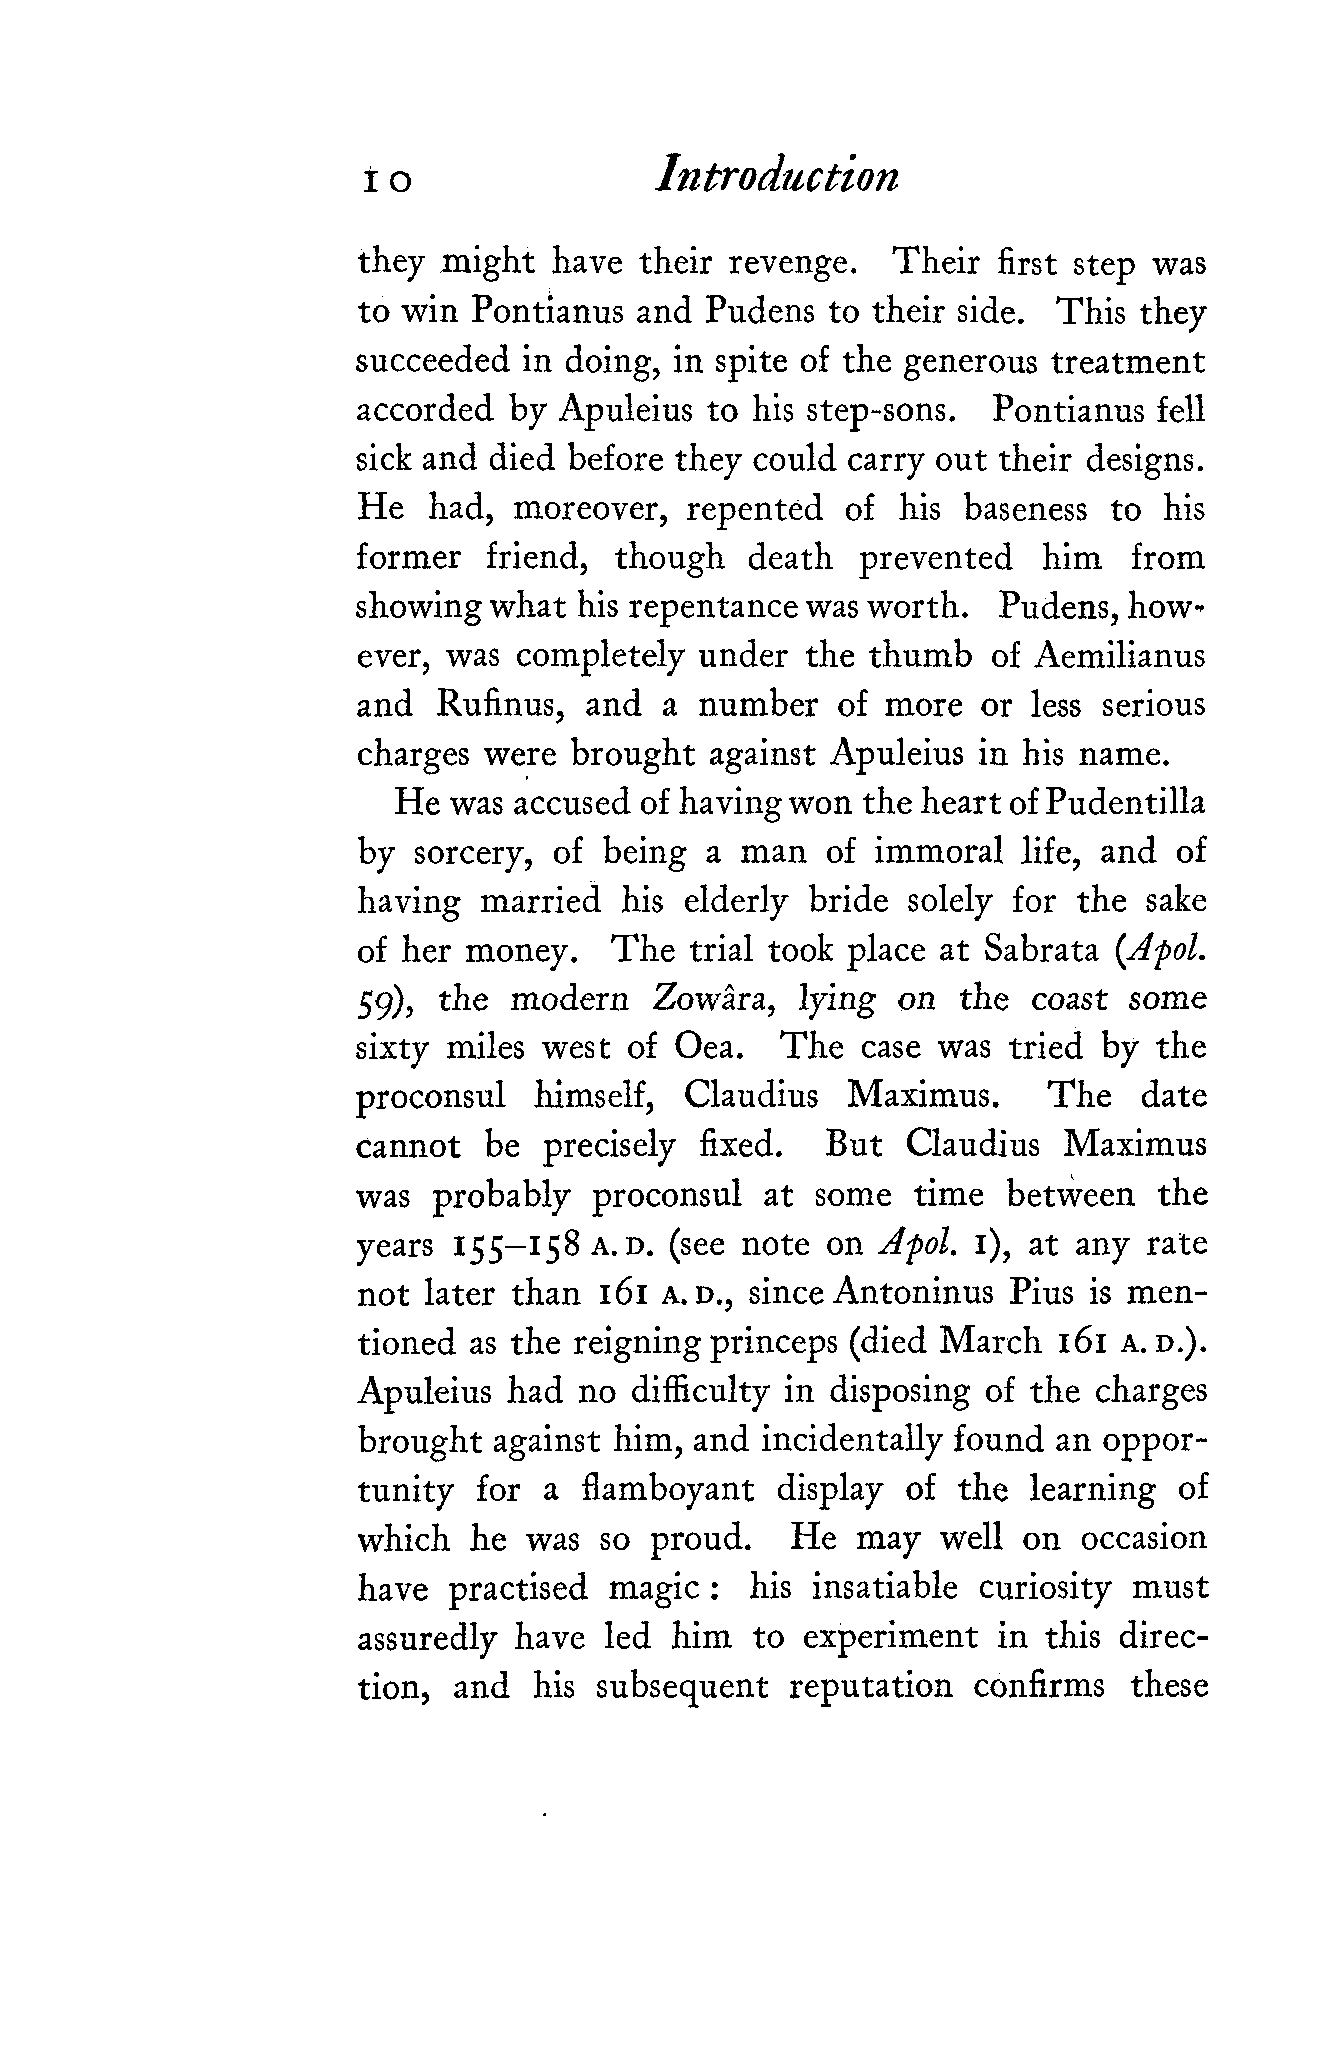 10 Introduction
they might have their revenge. Their first step was
to win Pontianus and Pudens to their side. This they
succeeded in doing, in spite of the generous treatment
accorded by Apuleius to his step-sons. Pontianus fell
sick and died before they could carry out their designs.
He had, moreover, repented of his baseness to his
former friend, though death prevented him from
showing what his repentance was worth. Pudens, how-
ever, was completely under the thumb of Aemilianus
and Rufinus, and a number of more or less serious
charges were brought against Apuleius in his name.
He was accused of having won the heart of Pudentilla
by sorcery, of being a man of immoral life, and of
having married his elderly bride solely for the sake
of her money. The trial took place at Sabrata (Apol.
59), the modern Zowâra, lying on the coast some
sixty miles west of Oea. The case was tried by the
proconsul himself, Claudius Maximus. The date
cannot be precisely fixed. But Claudius Maximus
was probably proconsul at some time between the
years 155–158 A.D. (see note on Apol. 1), at any rate
not later than 161 A.D., since Antoninus Pius is men-
tioned as the reigning princeps (died March 161 A.D.).
Apuleius had no difficulty in disposing of the charges
brought against him, and incidentally found an oppor-
tunity for a flamboyant display of the learning of
which he was so proud. He may well on occasion
have practised magic : his insatiable curiosity must
assuredly have led him to experiment in this direc-
tion, and his subsequent reputation confirms these